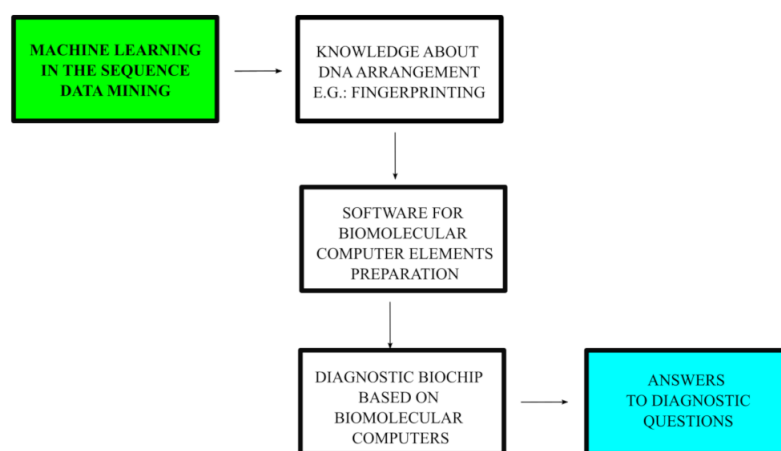 MACHINE LEARNING
IN THE SEQUENCE
DATA MINING
KNOWLEDGE ABOUT
DNA ARRANGEMENT
E.G.: FINGERPRINTING
SOFTWARE FOR
BIOMOLECULAR
COMPUTER ELEMENTS
PREPARATION
DIAGNOSTIC BIOCHIP
BASED ON
BIOMOLECULAR
COMPUTERS
ANSWERS
TO DIAGNOSTIC
QUESTIONS